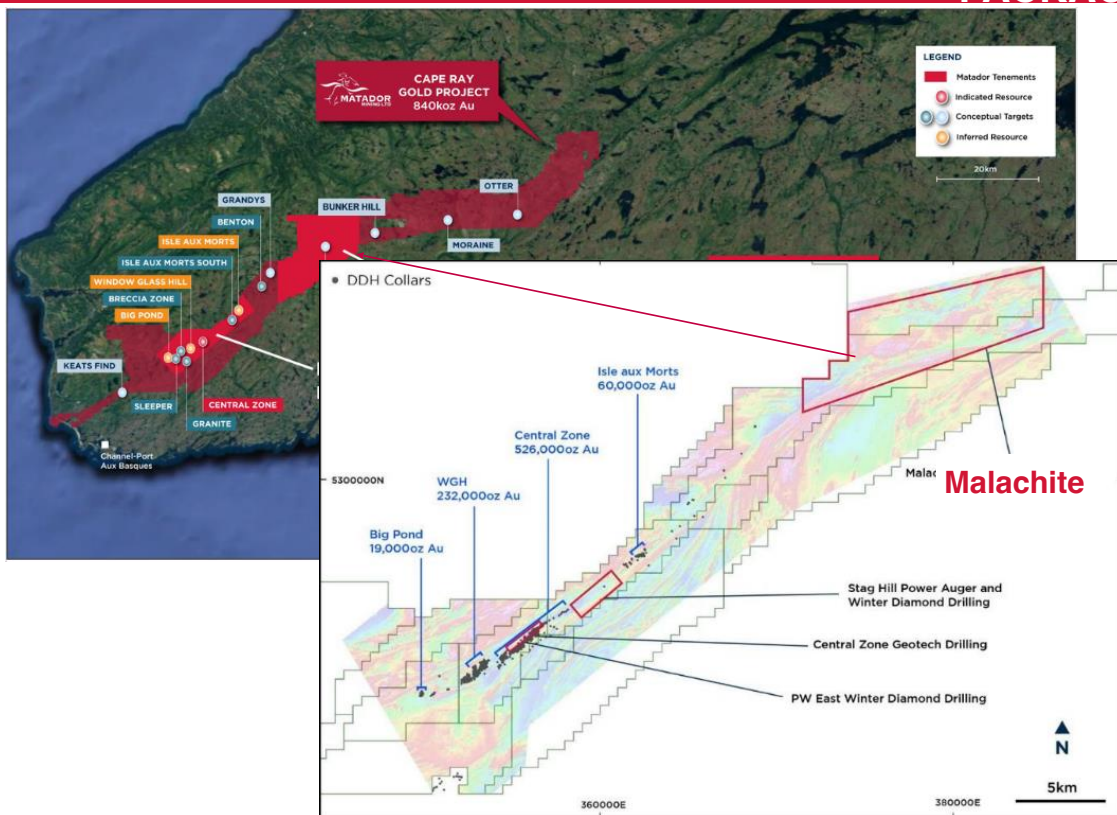 CAPE RAY
GOLD PROJECT
840koz Au
MATADOR
MINING LTD
LEGEND
Matador Tenements
Indicated Resource
Conceptual Targets
Inferred Resource
20km
OTTER
GRANDYS
BUNKER HILL
BENTON
MORAINE
ISLE AUX MORTS
ISLE AUX MORTS SOUTH
WINDOW GLASS HILL
BRECCIA ZONE
BIG POND
KEATS FIND
SLEEPER
CENTRAL ZONE
GRANITE
Channel-Port
Aux Basques
DDH Collars
Isle aux Morts
60,000oz Au
Central Zone
526,000oz Au
5300000N
WGH
232,000oz Au
Malachite
Big Pond
19,000oz Au
Stag Hill Power Auger and
Winter Diamond Drilling
Central Zone Geotech Drilling
PW East Winter Diamond Drilling
N
5km
360000E
380000E